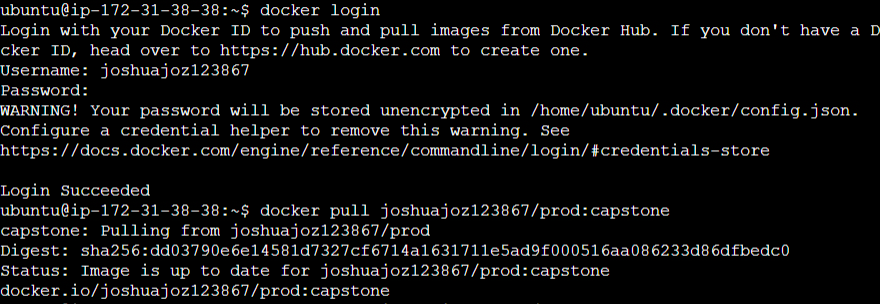 ubuntu@ip-172-31-38-38:~$ docker login
Login with your Docker ID to push and pull images from Docker Hub. If you don't have a D
cker ID, head over to https://hub.docker.com to create one.
Username: joshuajoz123867
Password:
WARNING! Your password will be stored unencrypted in /home/ubuntu/.docker/config.json.
Configure a credential helper to remove this warning. See
https://docs.docker.com/engine/reference/commandline/login/#credentials-store
Login Succeeded
ubuntu@ip-172-31-38-38:~$ docker pull joshuajoz123867/prod:capstone
capstone: Pulling from joshuajoz123867/prod
Digest: sha256:dd03790e6e14581d7327cf6714a1631711e5ad9f000516aa086233d86dfbedc0
Status: Image is up to date for joshuajoz123867/prod:capstone
docker.io/joshuajoz123867/prod:capstone